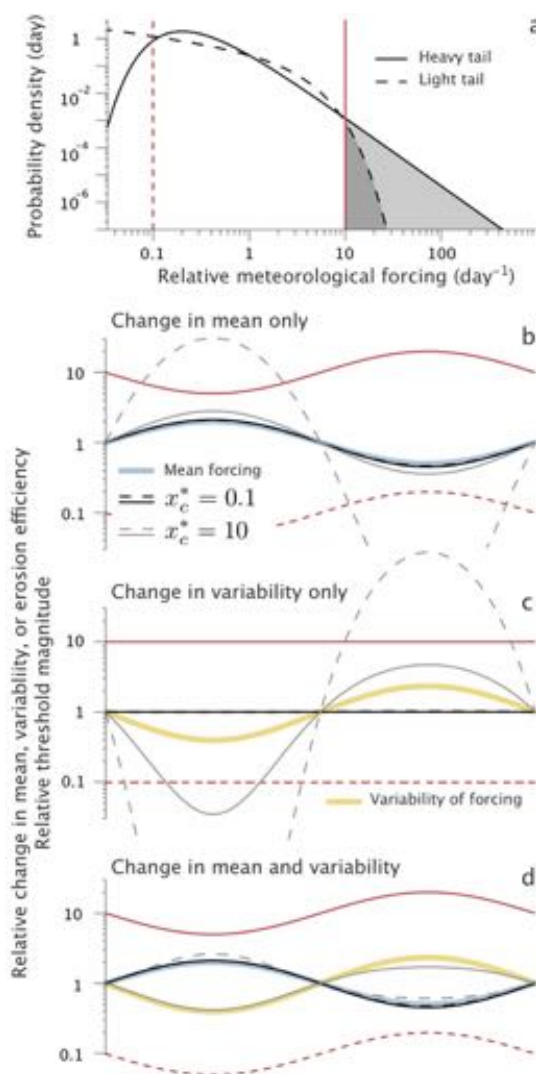 a
Probability density (day)
1
10⁻²
10⁻⁴
10⁻⁶
Heavy tail
Light tail
0.1
1
10
100
Relative meteorological forcing (day⁻¹)
Relative change in mean, variablity, or erosion efficiency
Relative threshold magnitude
Change in mean only
b
10
1
0.1
Mean forcing
x*c = 0.1
x*c = 10
Change in variability only
c
10
1
0.1
Variability of forcing
Change in mean and variability
d
10
1
0.1